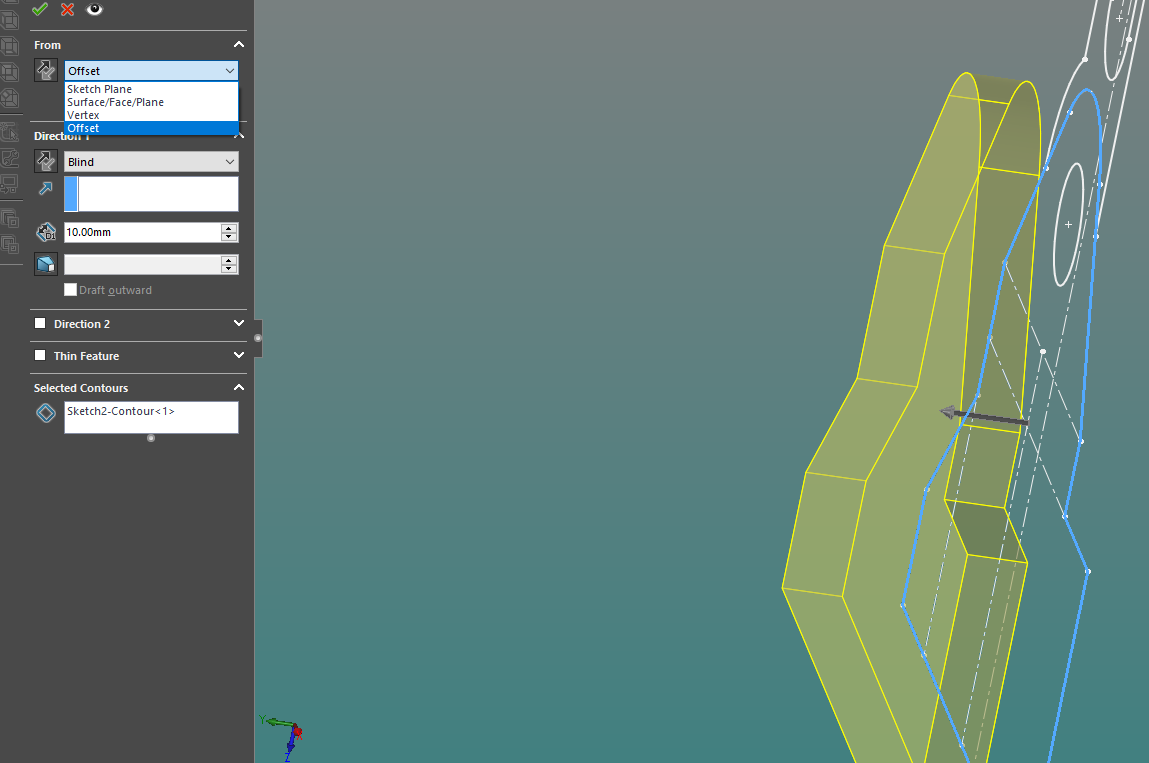 From
Offset
Sketch Plane
Surface/Face/Plane
Vertex
Offset
Direction 1
Blind
D1
10.00mm
Draft outward
Direction 2
Thin Feature
Selected Contours
Sketch2-Contour<1>
Y
X
Z